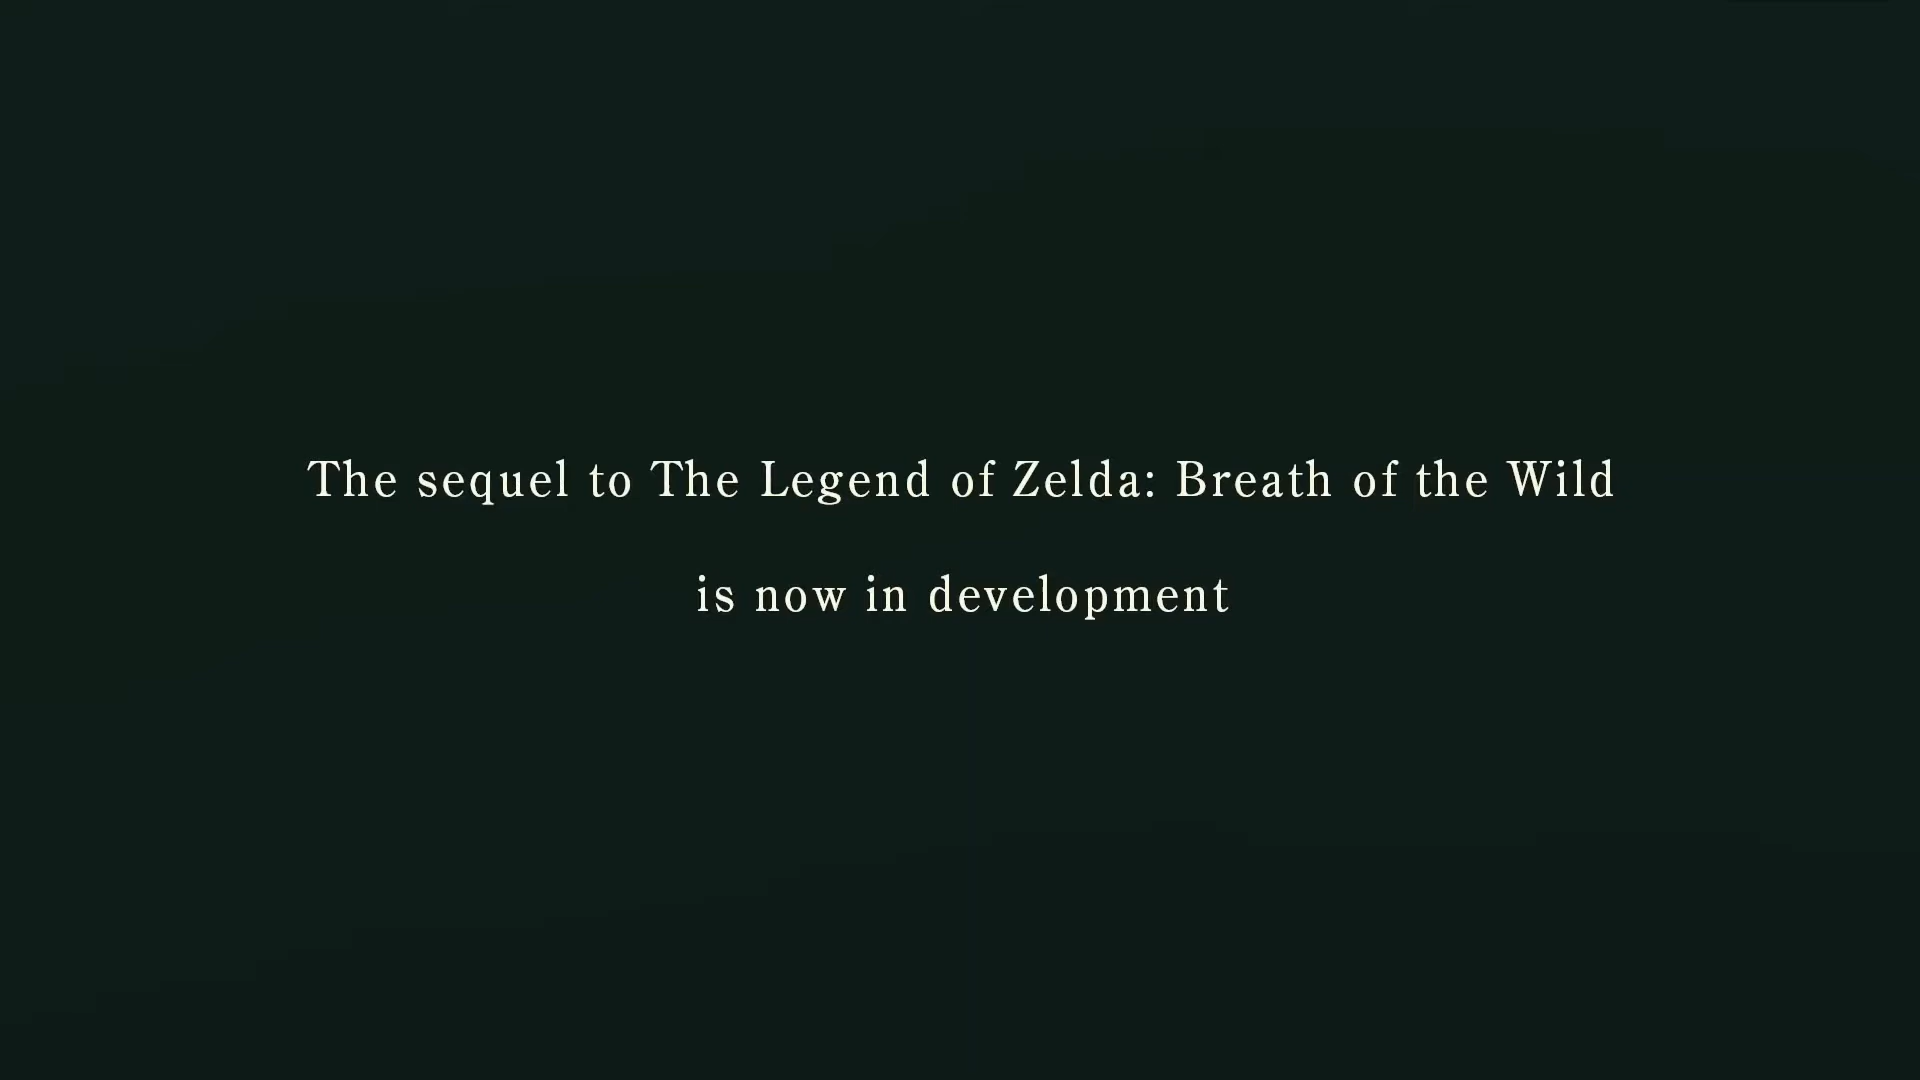 The sequel to The Legend of Zelda: Breath of the Wild
is now in development